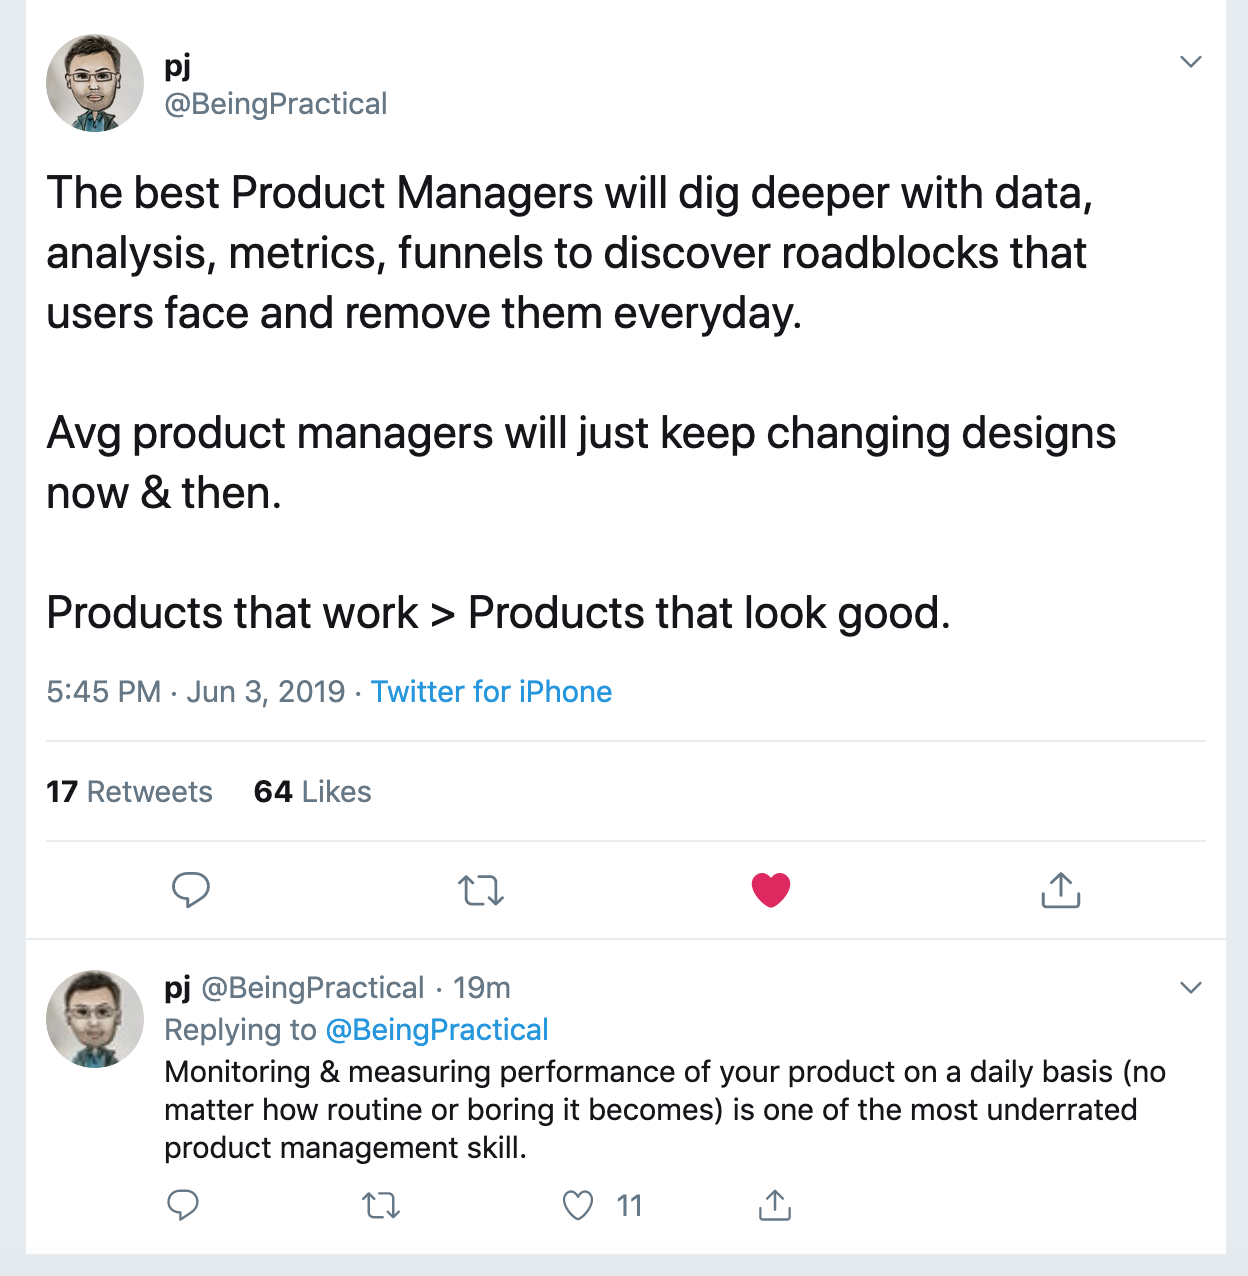 pj
@BeingPractical
The best Product Managers will dig deeper with data,
analysis, metrics, funnels to discover roadblocks that
users face and remove them everyday.
Avg product managers will just keep changing designs
now & then.
Products that work > Products that look good.
5:45 PM · Jun 3, 2019 · Twitter for iPhone
17 Retweets 64 Likes
pj @BeingPractical · 19m
Replying to @BeingPractical
Monitoring & measuring performance of your product on a daily basis (no
matter how routine or boring it becomes) is one of the most underrated
product management skill.
11